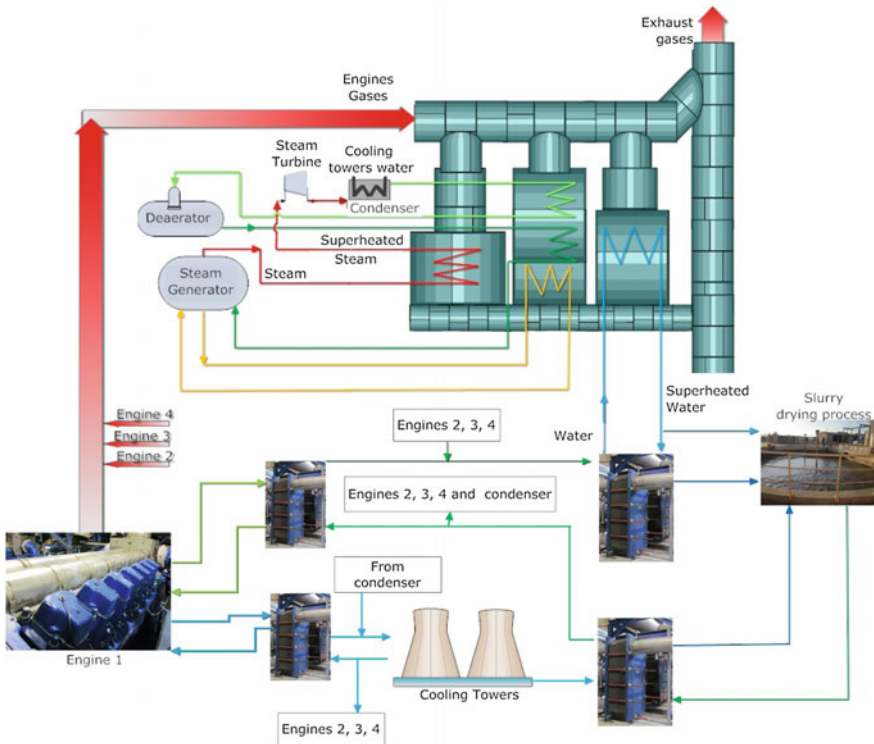 Exhaust
gases
Engines
Gases
Steam
Turbine
Cooling
towers water
Condenser
Deaerator
Superheated
Steam
Steam
Steam
Generator
Engine 4
Engine 3
Engine 2
Engines 2, 3, 4
Water
Superheated
Water
Slurry
drying process
Engines 2, 3, 4 and condenser
From
condenser
Engine 1
Cooling Towers
Engines 2, 3, 4